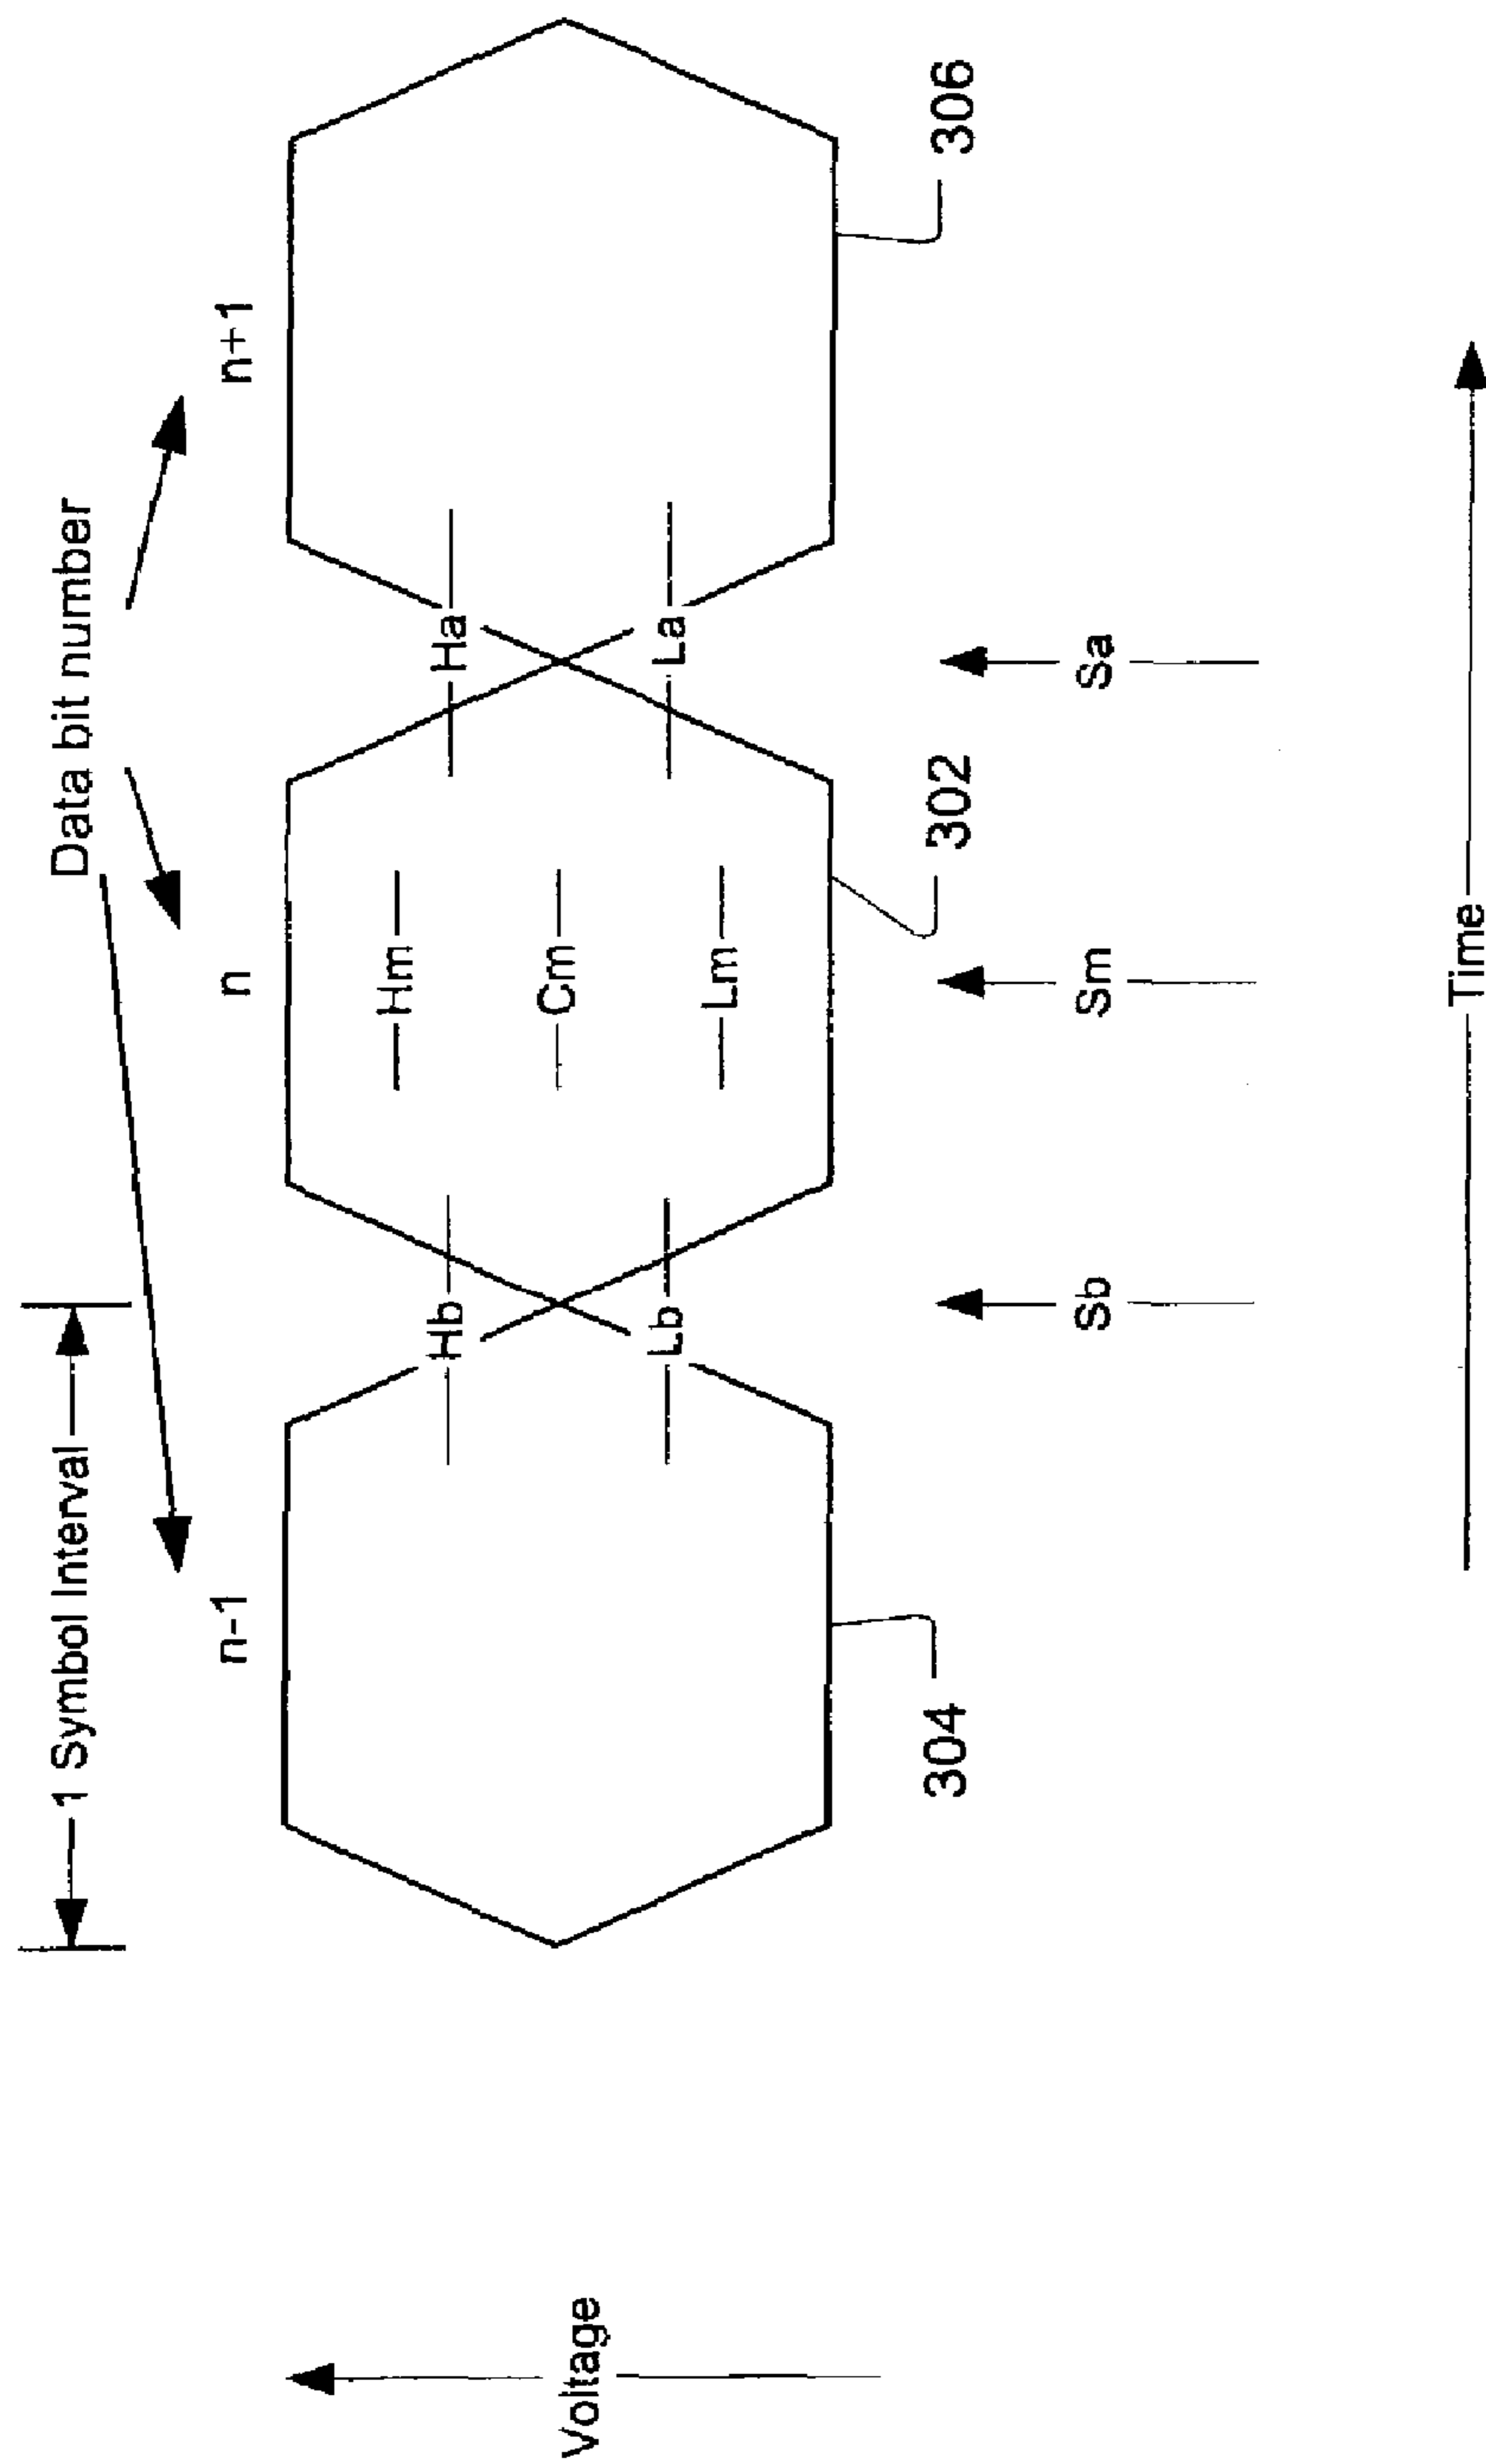 1 Symbol Interval
Data bit number
n-1
n
n+1
Hb
Hm
Ha
Cm
Lb
Lm
La
Voltage
304
302
306
Sb
Sm
Sa
Time